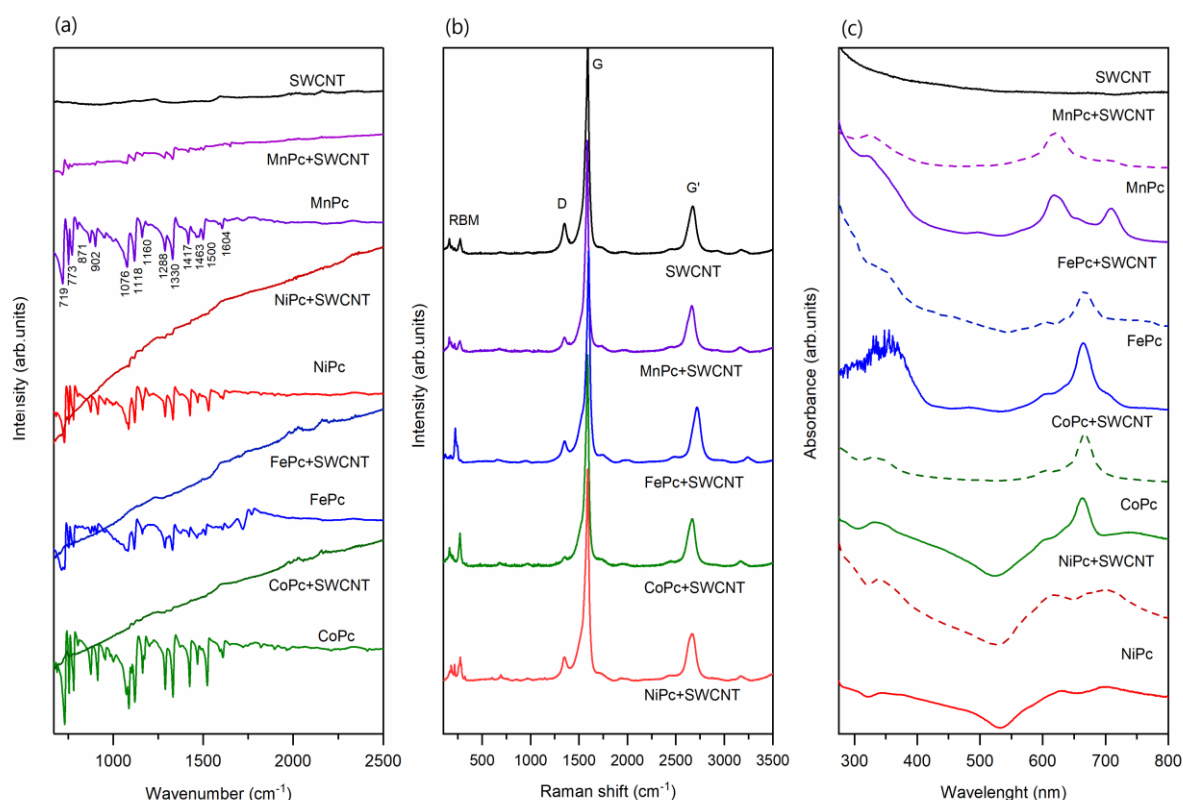 (a)
SWCNT
MnPc+SWCNT
MnPc
719
773
871
902
1076
1118
1160
1288
1330
1417
1463
1500
1604
NiPc+SWCNT
NiPc
FePc+SWCNT
FePc
CoPc+SWCNT
CoPc
Intensity (arb.units)
1000 1500 2000 2500
Wavenumber (cm⁻¹)
(b)
G
D
G'
RBM
SWCNT
MnPc+SWCNT
FePc+SWCNT
CoPc+SWCNT
NiPc+SWCNT
Intensity (arb.units)
500 1000 1500 2000 2500 3000 3500
Raman shift (cm⁻¹)
(c)
SWCNT
MnPc+SWCNT
MnPc
FePc+SWCNT
FePc
CoPc+SWCNT
CoPc
NiPc+SWCNT
NiPc
Absorbance (arb.units)
300 400 500 600 700 800
Wavelenght (nm)